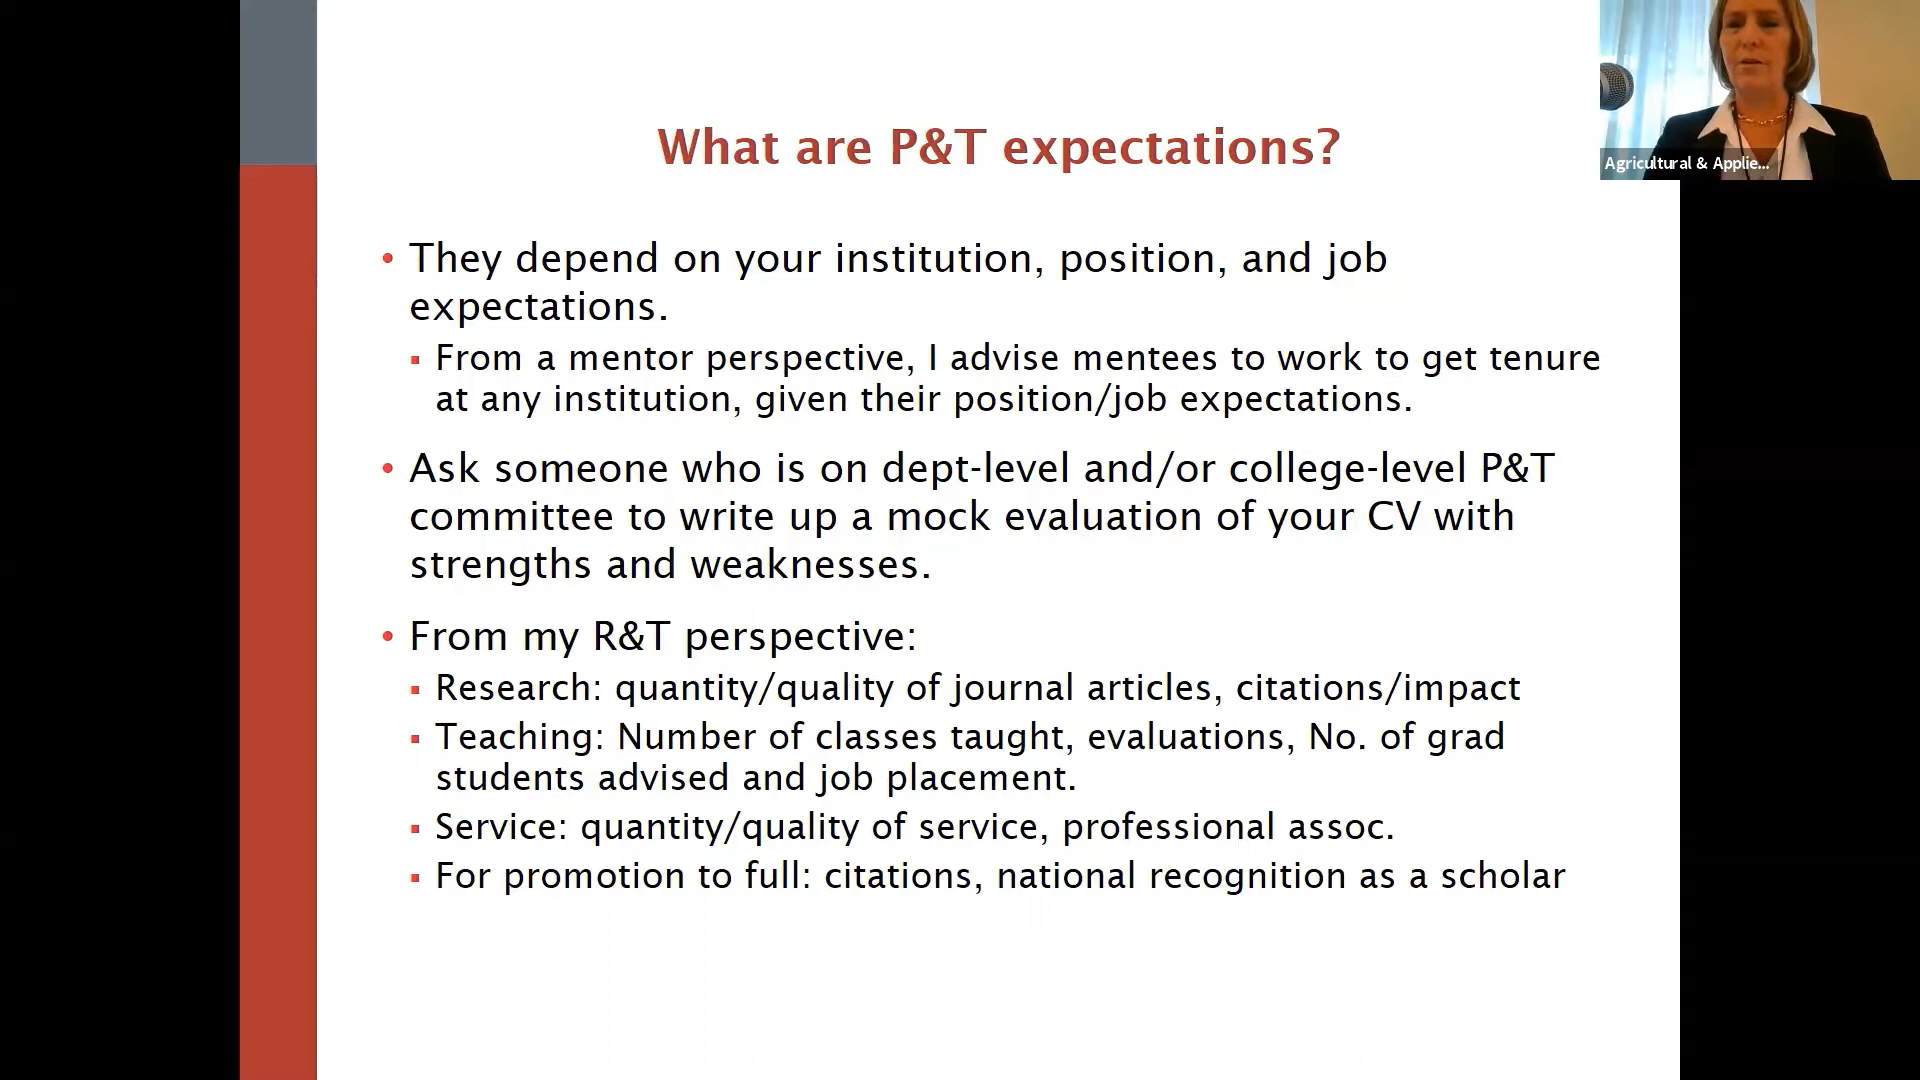 What are P&T expectations?
Agricultural & Applie...
• They depend on your institution, position, and job
expectations.
▪ From a mentor perspective, I advise mentees to work to get tenure
at any institution, given their position/job expectations.
• Ask someone who is on dept-level and/or college-level P&T
committee to write up a mock evaluation of your CV with
strengths and weaknesses.
• From my R&T perspective:
▪ Research: quantity/quality of journal articles, citations/impact
▪ Teaching: Number of classes taught, evaluations, No. of grad
students advised and job placement.
▪ Service: quantity/quality of service, professional assoc.
▪ For promotion to full: citations, national recognition as a scholar